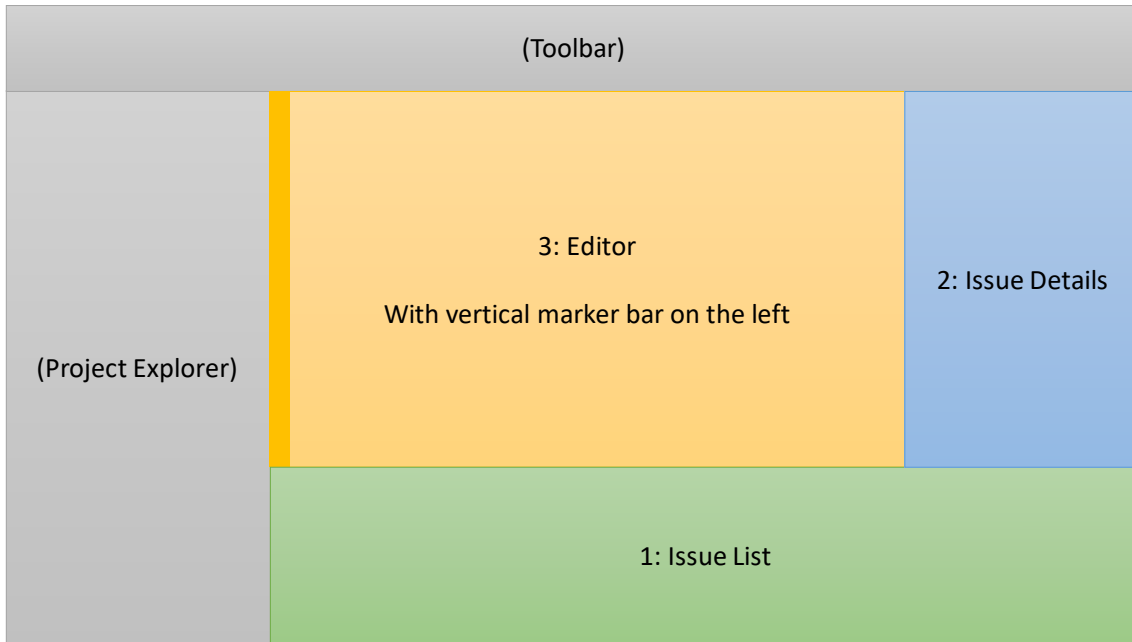 (Toolbar)
(Project Explorer)
3: Editor
With vertical marker bar on the left
2: Issue Details
1: Issue List